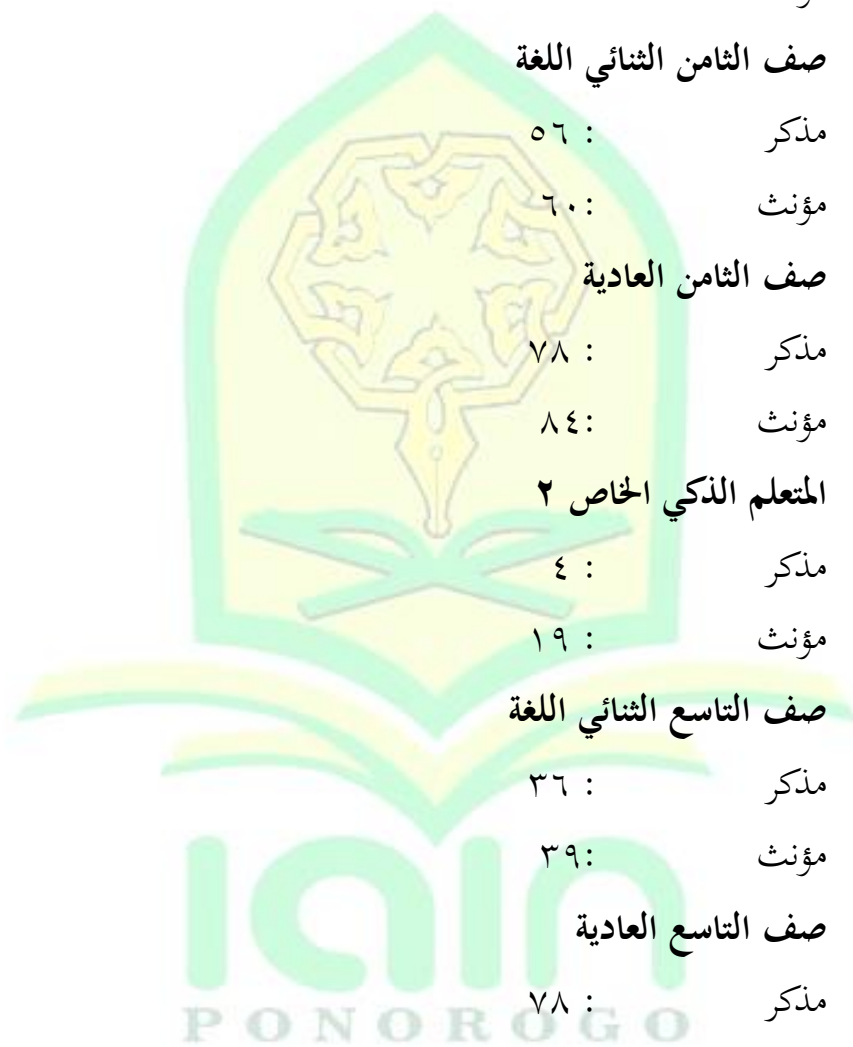 صف الثامن الثنائي اللغة
مذكر : ٥٦
مؤنث :٦٠
صف الثامن العادية
مذكر : ٧٨
مؤنث :٨٤
المتعلم الذكي الخاص ٢
مذكر : ٤
مؤنث : ١٩
صف التاسع الثنائي اللغة
مذكر : ٣٦
مؤنث :٣٩
صف التاسع العادية
مذكر : ٧٨
iain
PONOROGO